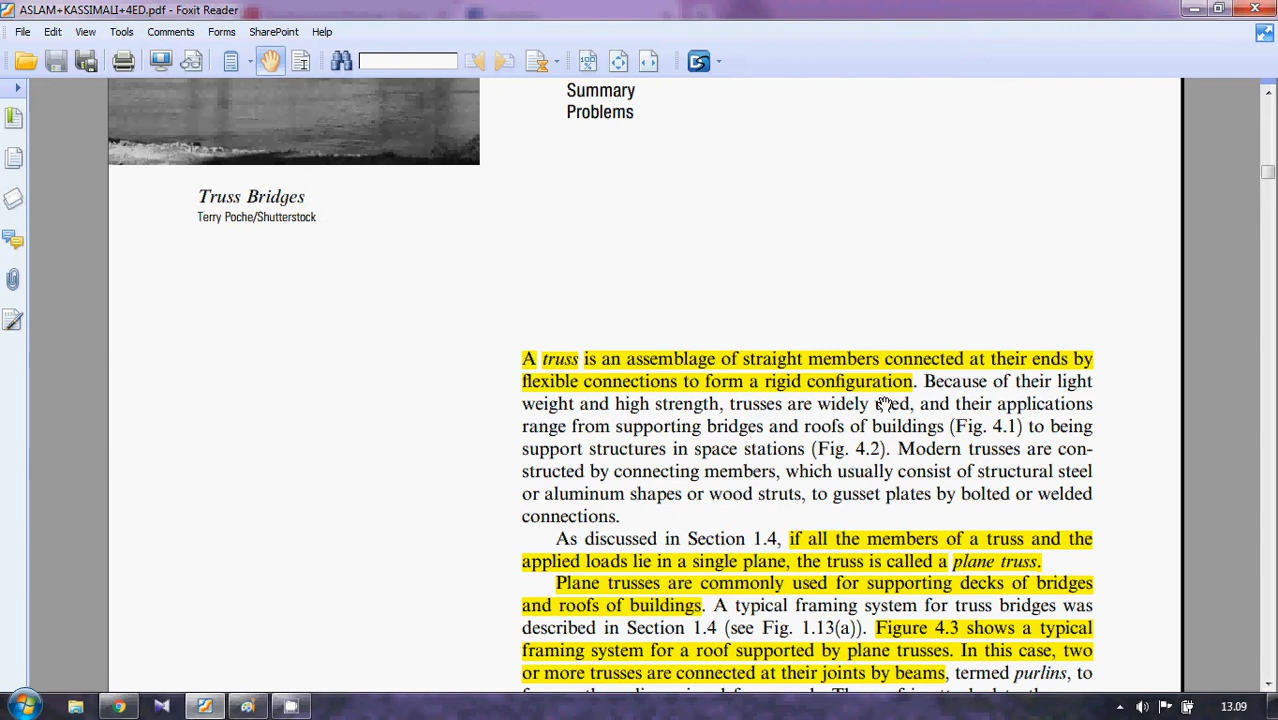 ASLAM+KASSIMALI+4ED.pdf - Foxit Reader
File Edit View Tools Comments Forms SharePoint Help
Summary
Problems
Truss Bridges
Terry Poche/Shutterstock
A truss is an assemblage of straight members connected at their ends by
flexible connections to form a rigid configuration. Because of their light
weight and high strength, trusses are widely used, and their applications
range from supporting bridges and roofs of buildings (Fig. 4.1) to being
support structures in space stations (Fig. 4.2). Modern trusses are con-
structed by connecting members, which usually consist of structural steel
or aluminum shapes or wood struts, to gusset plates by bolted or welded
connections.
As discussed in Section 1.4, if all the members of a truss and the
applied loads lie in a single plane, the truss is called a plane truss.
Plane trusses are commonly used for supporting decks of bridges
and roofs of buildings. A typical framing system for truss bridges was
described in Section 1.4 (see Fig. 1.13(a)). Figure 4.3 shows a typical
framing system for a roof supported by plane trusses. In this case, two
or more trusses are connected at their joints by beams, termed purlins, to
13.09